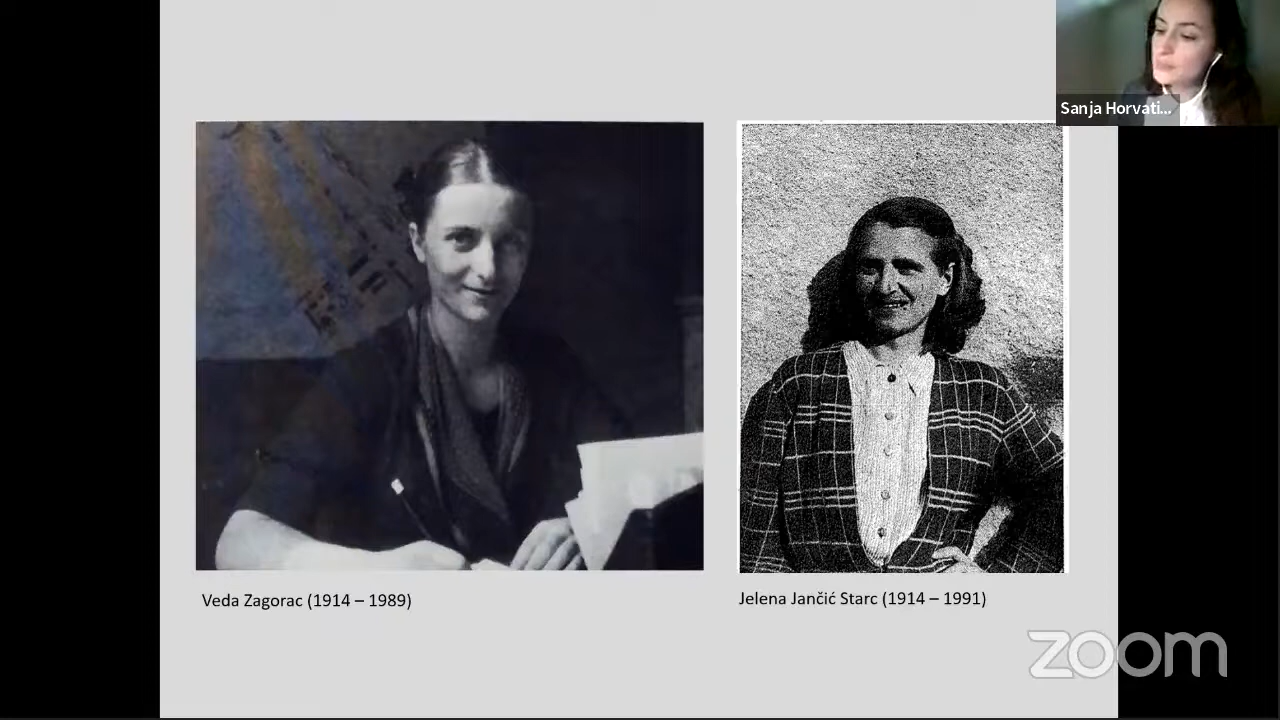 Sanja Horvati...
Veda Zagorac (1914 – 1989)
Jelena Jančić Starc (1914 – 1991)
zoom